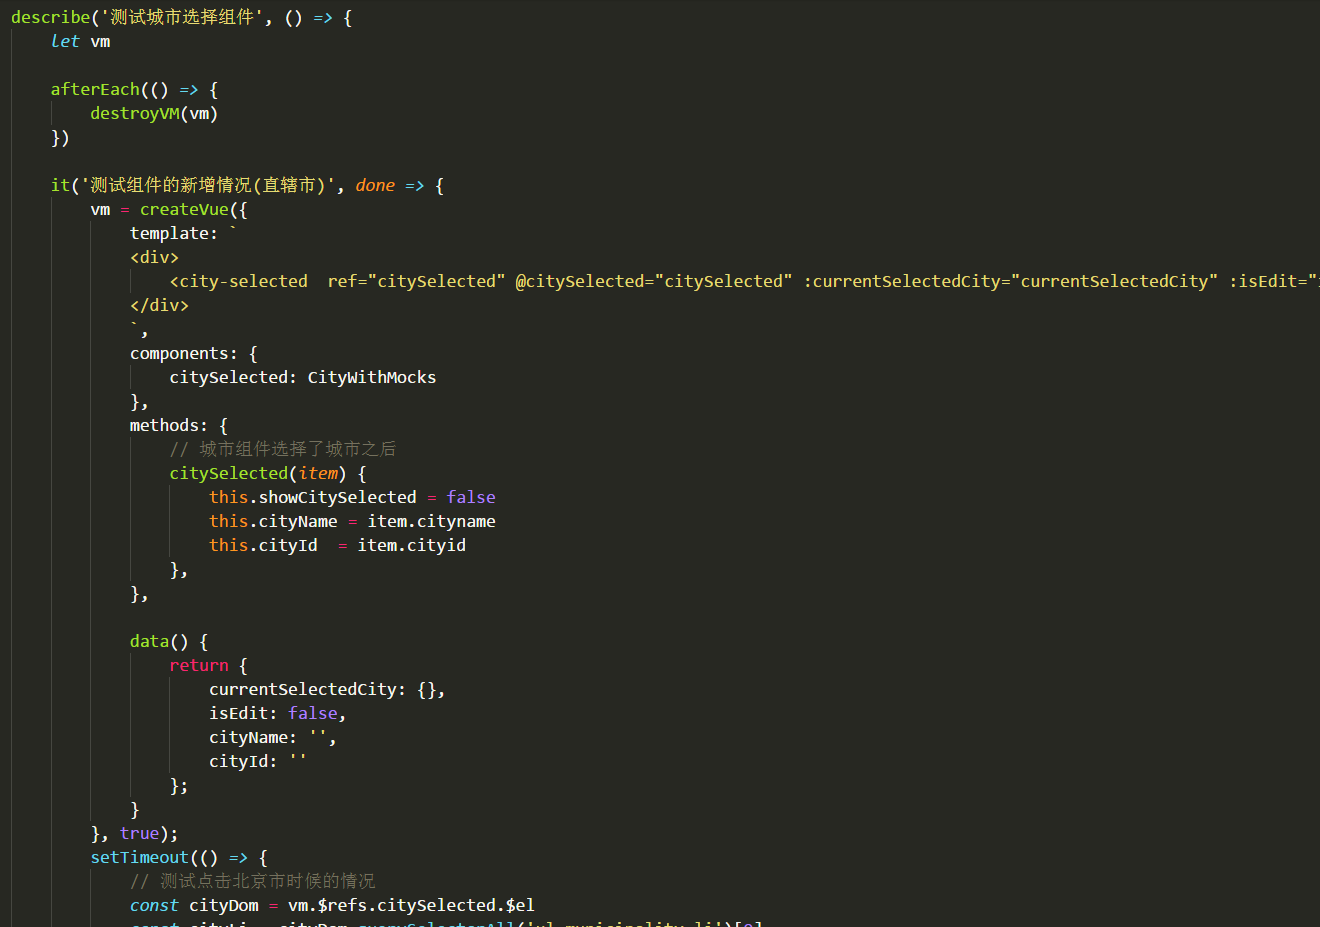 describe('测试城市选择组件', () => {
    let vm

    afterEach(() => {
        destroyVM(vm)
    })

    it('测试组件的新增情况(直辖市)', done => {
        vm = createVue({
            template: `
            <div>
                <city-selected  ref="citySelected" @citySelected="citySelected" :currentSelectedCity="currentSelectedCity" :isEdit="
            </div>
            `,
            components: {
                citySelected: CityWithMocks
            },
            methods: {
                // 城市组件选择了城市之后
                citySelected(item) {
                    this.showCitySelected = false
                    this.cityName = item.cityname
                    this.cityId  = item.cityid
                },
            },

            data() {
                return {
                    currentSelectedCity: {},
                    isEdit: false,
                    cityName: '',
                    cityId: ''
                };
            }
        }, true);
        setTimeout(() => {
            // 测试点击北京市时候的情况
            const cityDom = vm.$refs.citySelected.$el